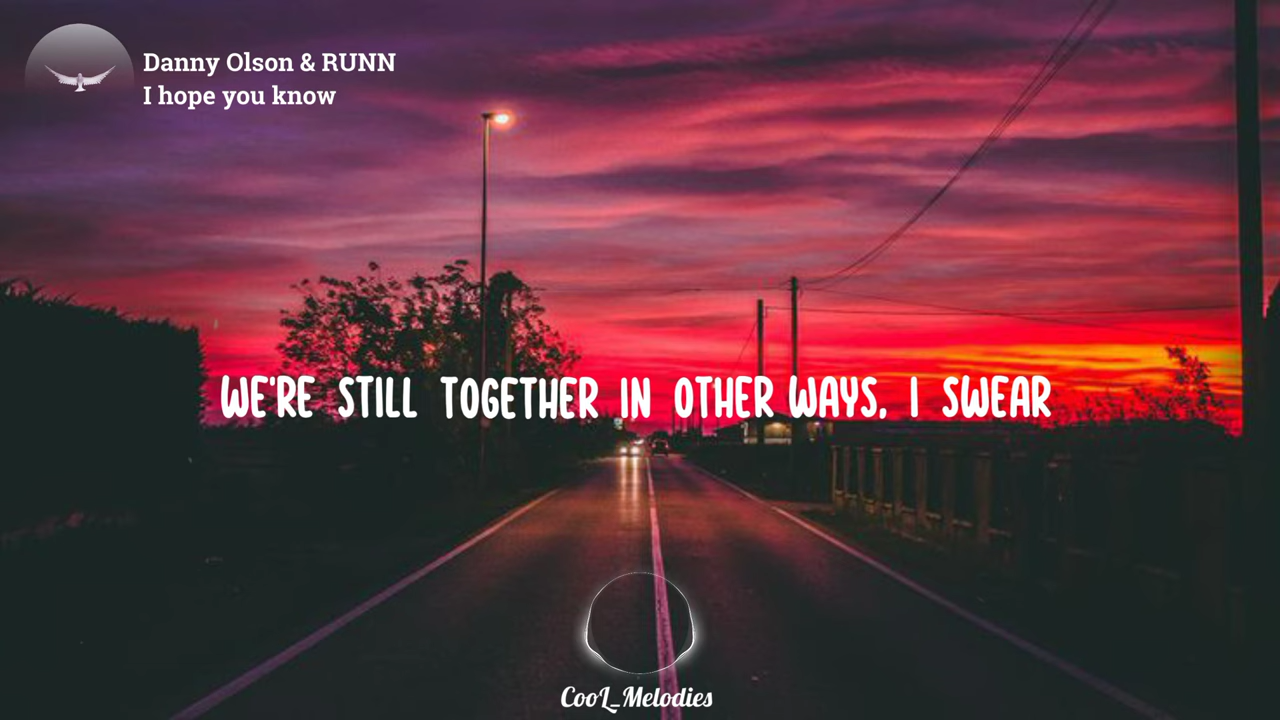 Danny Olson & RUNN
I hope you know
WE'RE STILL TOGETHER IN OTHER WAYS, I SWEAR
CooL_Melodies